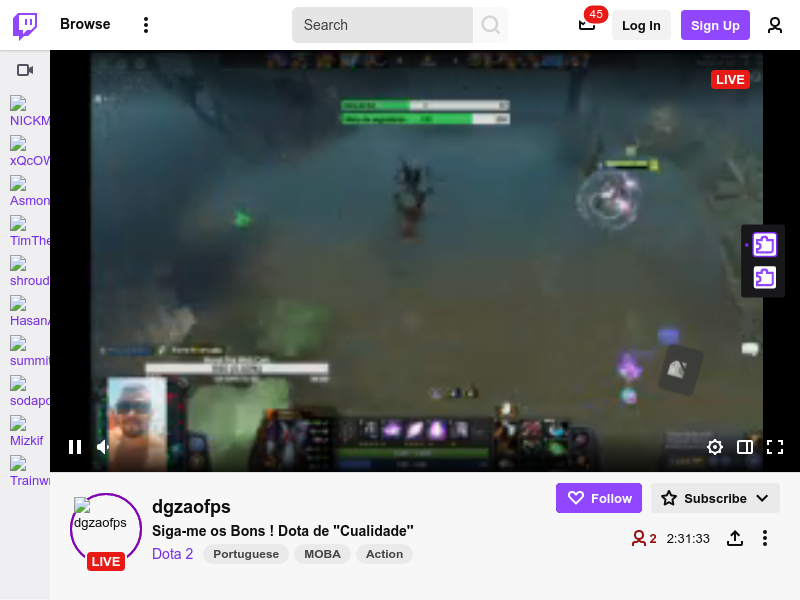 Browse
Search
45
Log In
Sign Up
LIVE
NICKM
xQcOW
Asmon
TimThe
shroud
HasanA
summit
sodapo
Mizkif
Trainwr
dgzaofps
LIVE
dgzaofps
Siga-me os Bons ! Dota de "Cualidade"
Dota 2
Portuguese
MOBA
Action
Follow
Subscribe
2
2:31:33